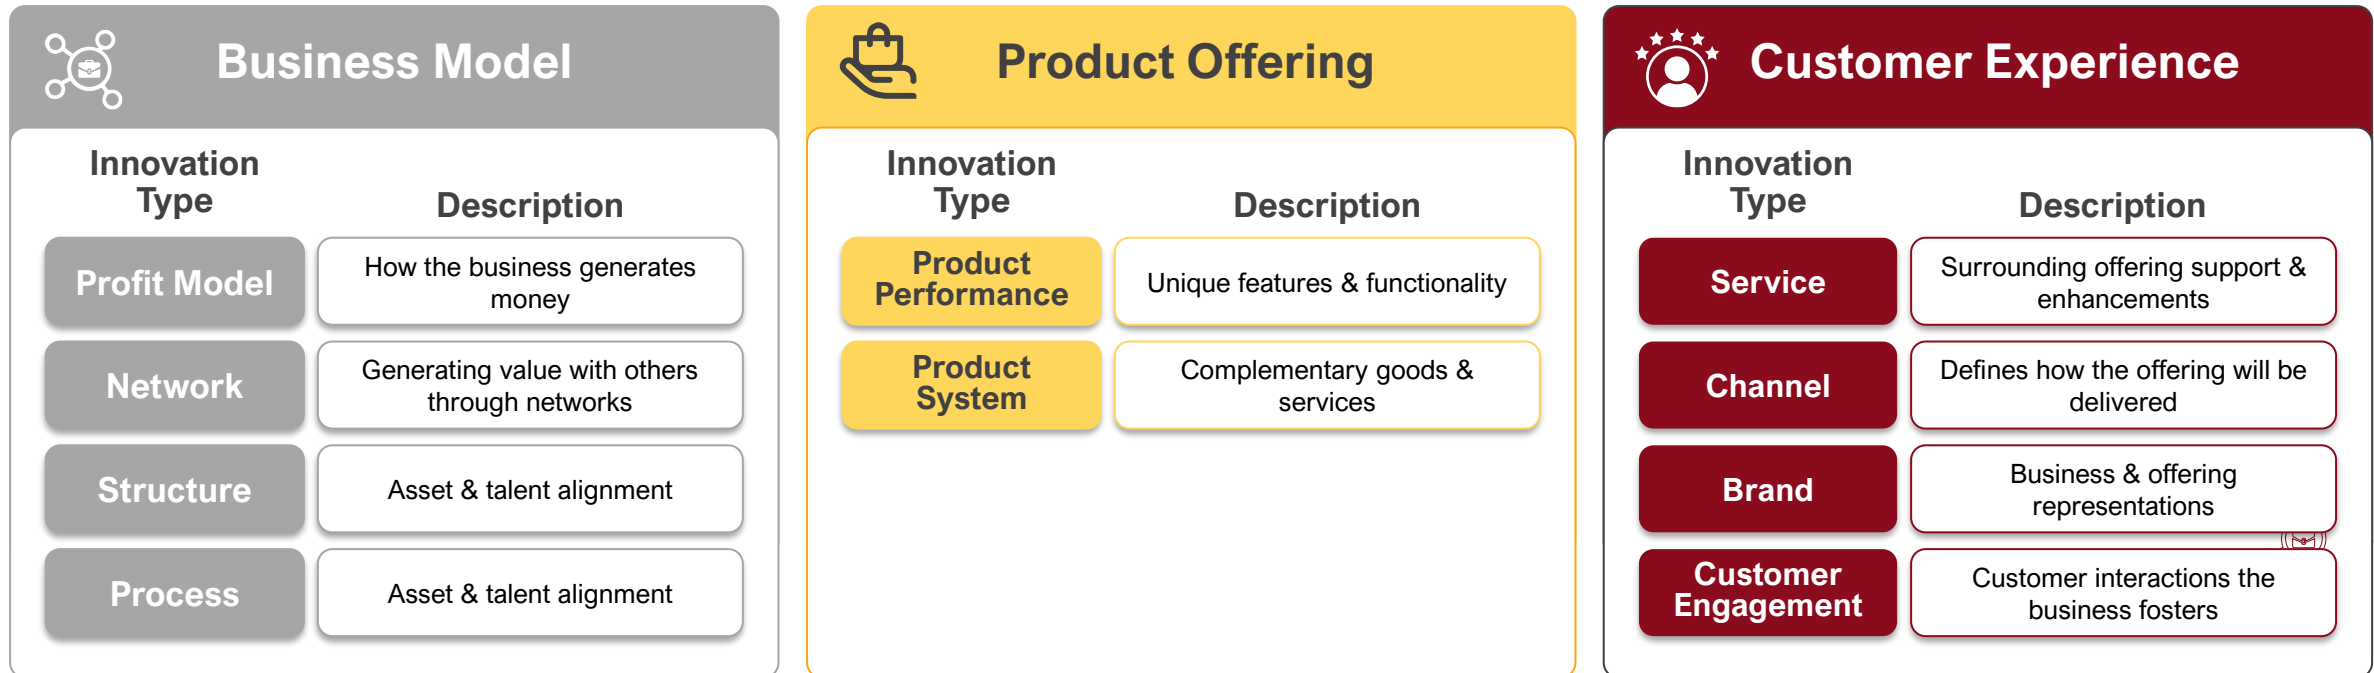 Business Model
Innovation
Type
Description
Profit Model
How the business generates
money
Network
Generating value with others
through networks
Structure
Asset & talent alignment
Process
Asset & talent alignment
Product Offering
Innovation
Type
Description
Product
Performance
Unique features & functionality
Product
System
Complementary goods &
services
Customer Experience
Innovation
Type
Description
Service
Surrounding offering support &
enhancements
Channel
Defines how the offering will be
delivered
Brand
Business & offering
representations
Customer
Engagement
Customer interactions the
business fosters